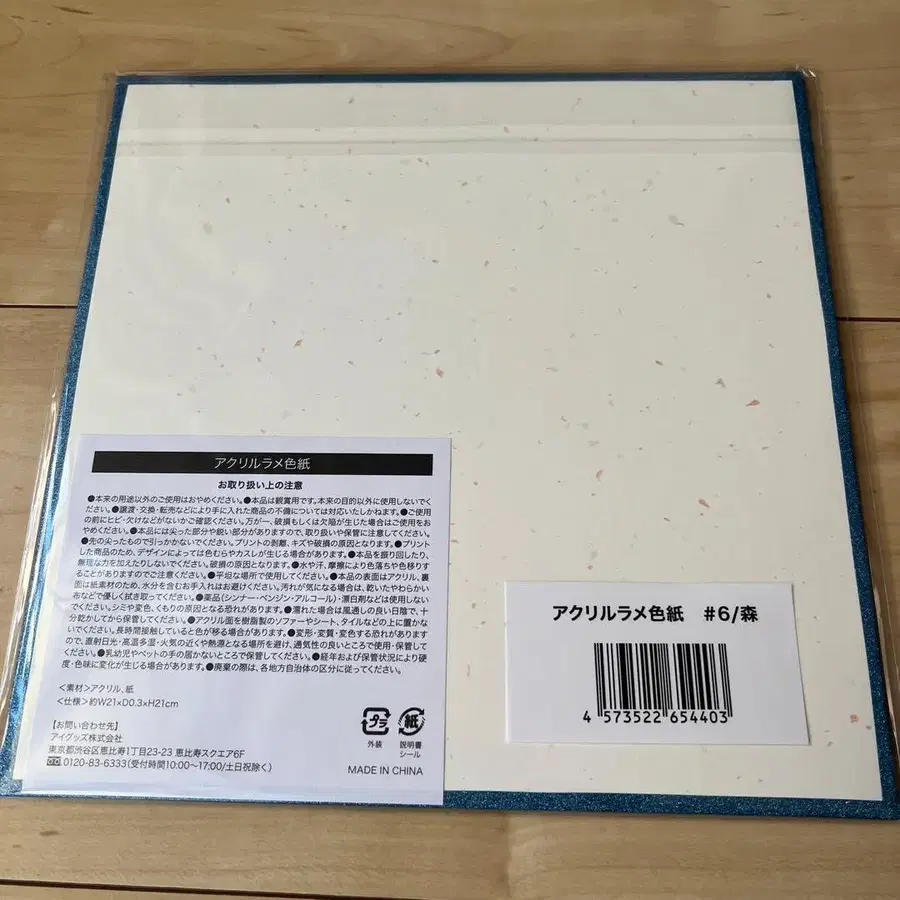 アクリルラメ色紙
お取り扱い上の注意
●本来の用途以外のご使用はおやめください。●本品は観賞用です。本来の目的以外に使用しないでく
ださい。●譲渡・交換・転売などにより手に入れた商品の不備については対応いたしかねます。●ご使
用の前にヒビ・欠けなどがないかご確認ください。万が一、破損もしくは欠陥が生じた場合はご使用をお
やめください。●本品には尖った部分や鋭い部分がありますので、取り扱いや保管に注意してください。
●先の尖ったもので引っかかないでください。プリントの剥離、キズや破損の原因となります。●プリント
した商品のため、デザインによっては色むらやカスレが生じる場合があります。●本品を振り回したり、
無理な力を加えたりしないでください。破損の原因となります。●水や汗、摩擦により色落ちや色移りす
ることがありますのでご注意ください。●平坦な場所で使用してください。●本品の表面はアクリル、裏
面は紙素材のため、水分を含むお手入れはお避けください。汚れが気になる場合は、乾いたやわらかい
布などで優しく拭き取ってください。●薬品(シンナー・ベンジン・アルコール)・漂白剤などは使用しない
でください。シミや変色、くもりの原因となる恐れがあります。●濡れた場合は風通しの良い日陰で、十
分乾かしてから保管してください。●アクリル面を樹脂製のソファーやシート、タイルなどの上に置かな
いでください。長時間接触していると色が移る場合があります。●変形・変質・変色する恐れがあります
ので、直射日光・高温多湿・火気の近くや熱源となる場所を避け、通気性の良いところで使用・保管して
ください。●乳幼児やペットの手の届かないところで保管してください。●経年および保管状況により硬
度・色味に変化が生じる場合があります。●廃棄の際は、各地方自治体の区分に従ってください。
<素材>アクリル、紙
<仕様>約W21×D0.3×H21cm
【お問い合わせ先】
アイグッズ株式会社
東京都渋谷区恵比寿1丁目23-23 恵比寿スクエア6F
0120-83-6333(受付時間10:00〜17:00/土日祝除く)
プラ
外装
紙
説明書
シール
MADE IN CHINA
アクリルラメ色紙 #6/森
4 573522 654403